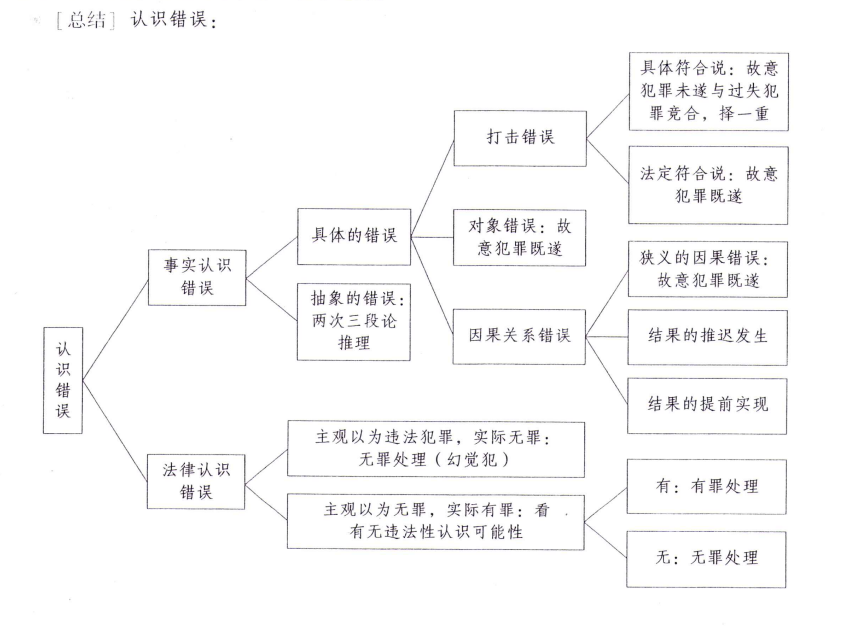 [总结] 认识错误：
具体符合说：故意
犯罪未遂与过失犯
罪竞合，择一重
打击错误
法定符合说：故意
犯罪既遂
具体的错误
对象错误：故
意犯罪既遂
事实认识
错误
狭义的因果错误：
故意犯罪既遂
抽象的错误：
两次三段论
推理
因果关系错误
结果的推迟发生
认
识
错
误
结果的提前实现
主观以为违法犯罪，实际无罪：
无罪处理（幻觉犯）
法律认识
错误
有：有罪处理
主观以为无罪，实际有罪：看
有无违法性认识可能性
无：无罪处理